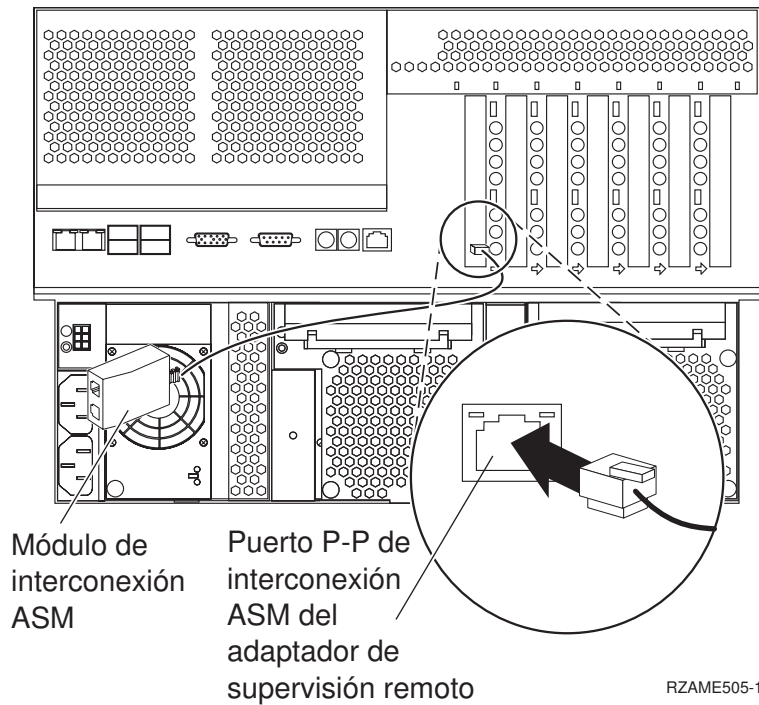 Módulo de
interconexión
ASM
Puerto P-P de
interconexión
ASM del
adaptador de
supervisión remoto
RZAME505-1